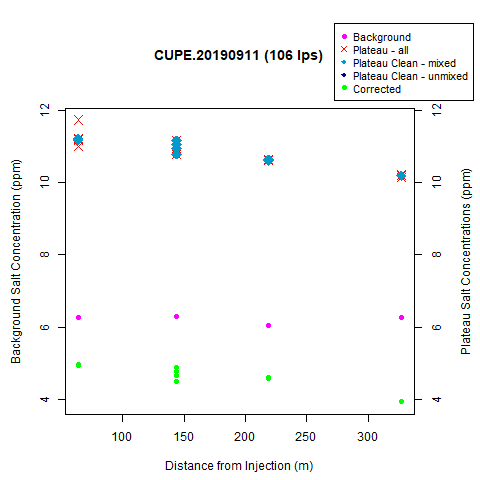 CUPE.20190911 (106 lps)
Background
Plateau - all
Plateau Clean - mixed
Plateau Clean - unmixed
Corrected
12
10
8
6
4
Background Salt Concentration (ppm)
12
10
8
6
4
Plateau Salt Concentrations (ppm)
100 150 200 250 300
Distance from Injection (m)